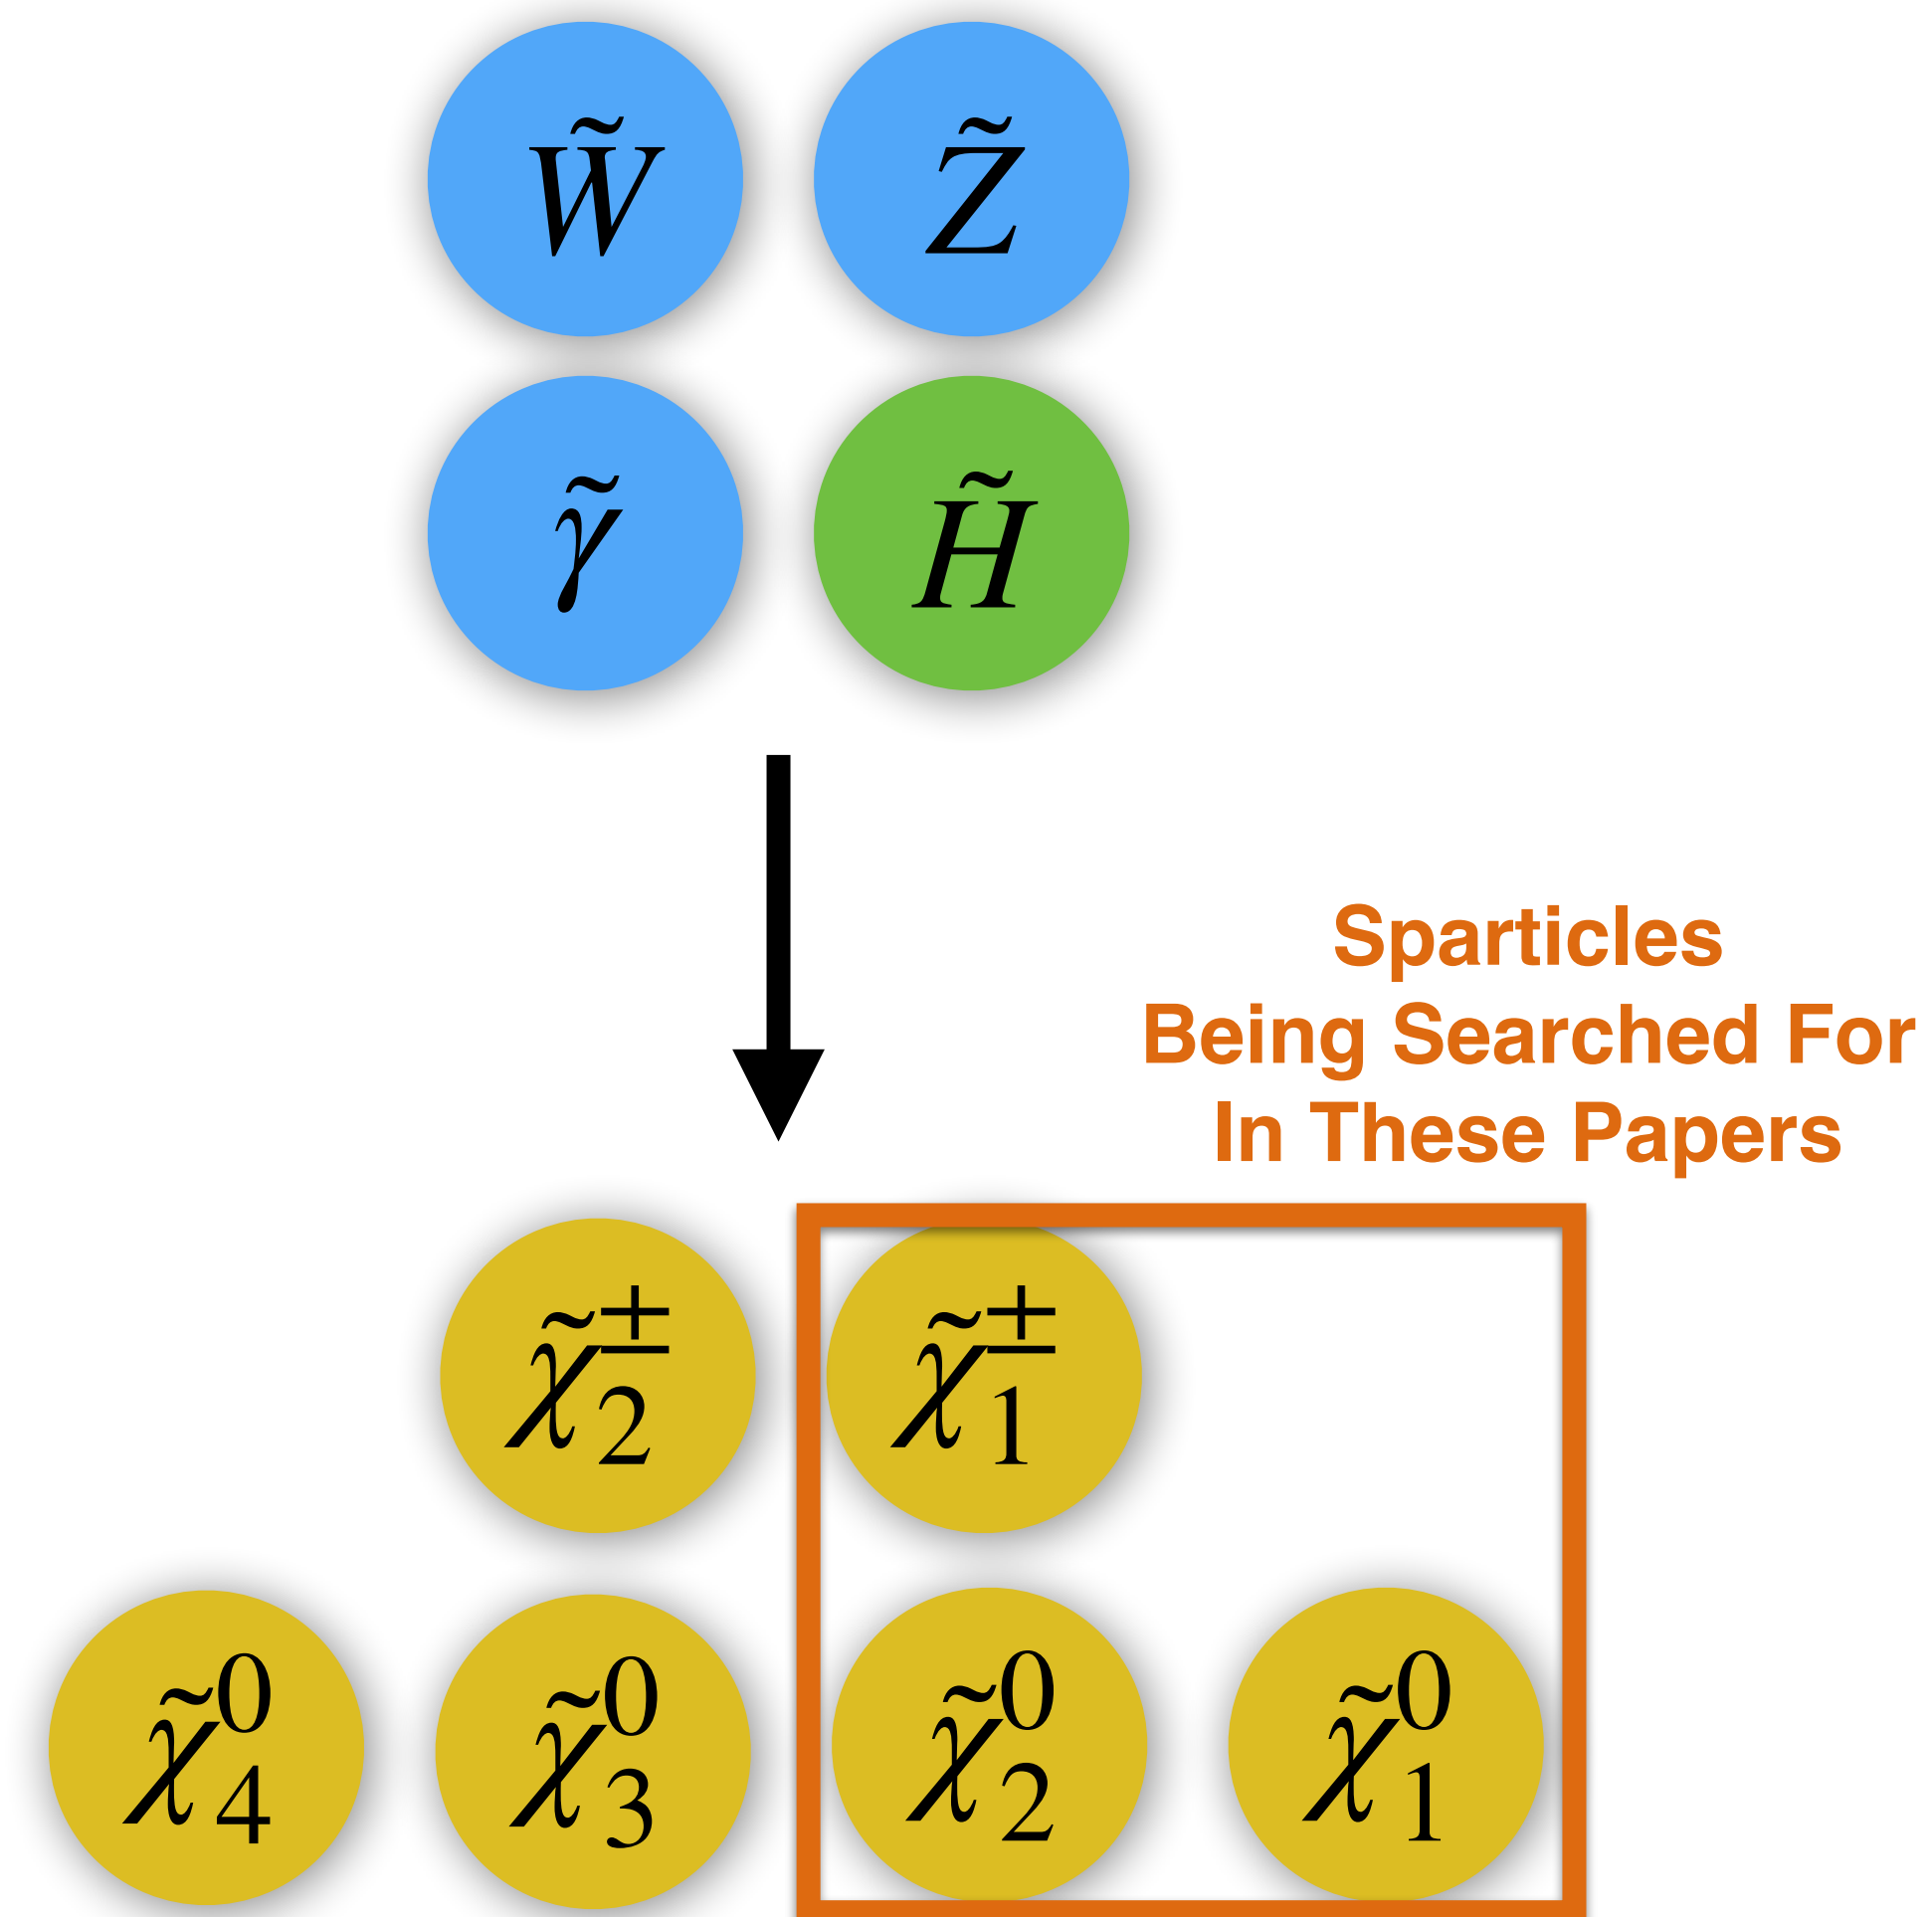 W̃ Z̃
γ̃ H̃
Sparticles
Being Searched For
In These Papers
χ̃₂± χ̃₁±
χ̃₄⁰ χ̃₃⁰ χ̃₂⁰ χ̃₁⁰